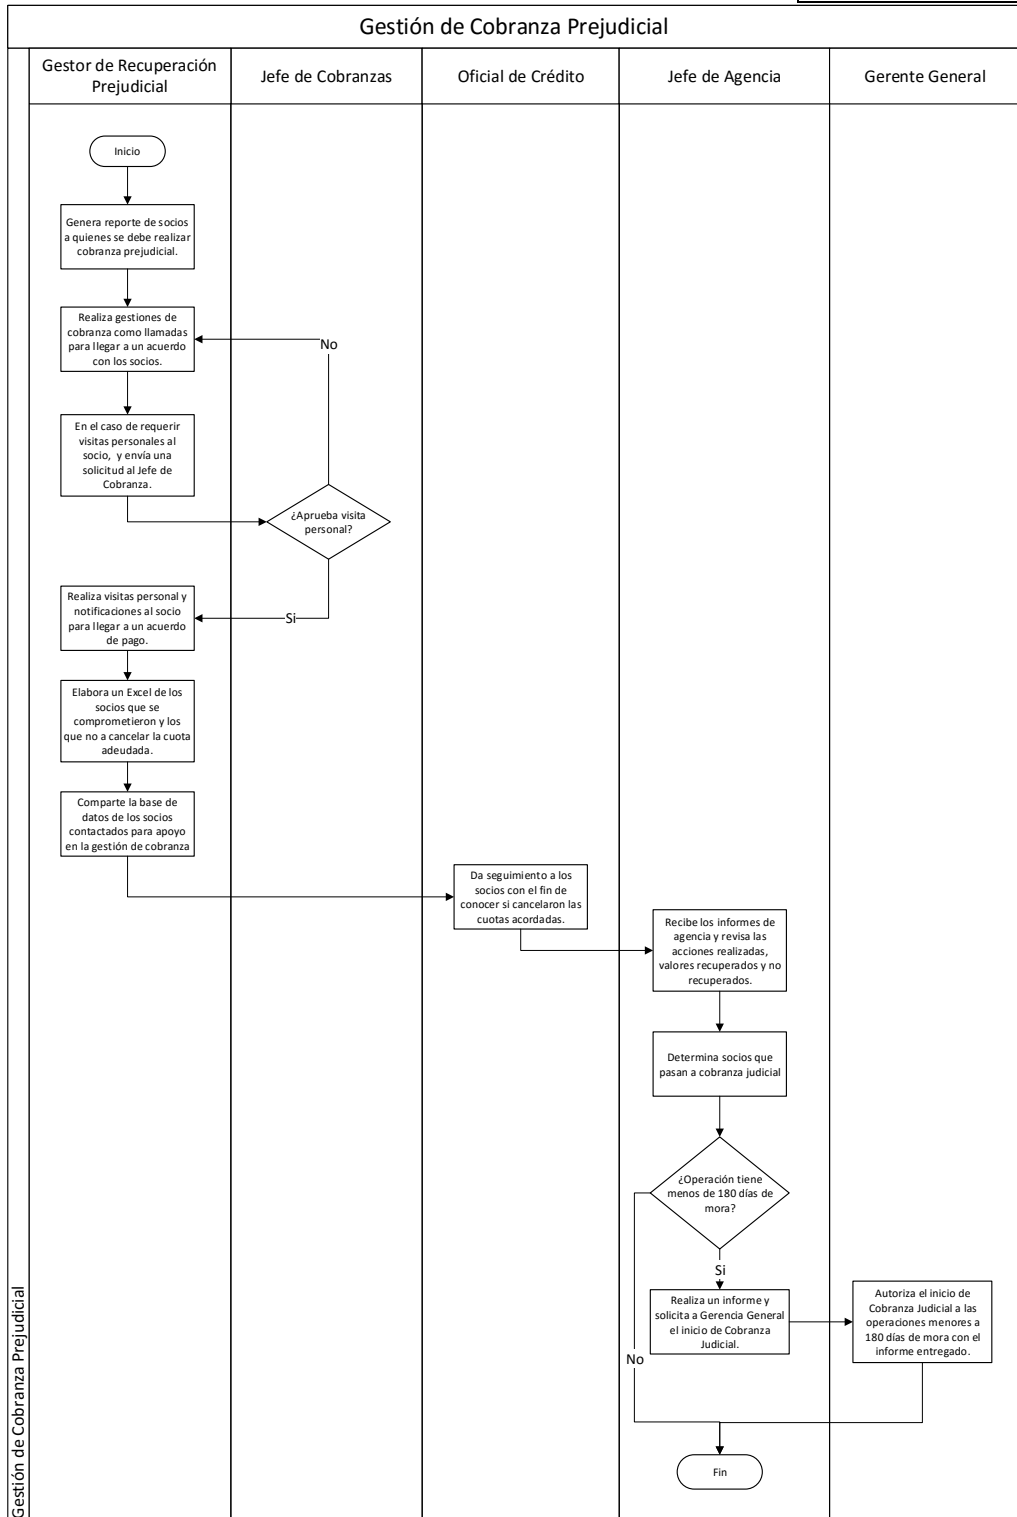 Gestión de Cobranza Prejudicial
Gestor de Recuperación
Prejudicial
Jefe de Cobranzas
Oficial de Crédito
Jefe de Agencia
Gerente General
Inicio
Genera reporte de socios
a quienes se debe realizar
cobranza prejudicial.
Realiza gestiones de
cobranza como llamadas
para llegar a un acuerdo
con los socios.
No
En el caso de requerir
visitas personales al
socio,  y envía una
solicitud al Jefe de
Cobranza.
¿Aprueba visita
personal?
Realiza visitas personal y
notificaciones al socio
para llegar a un acuerdo
de pago.
Si
Elabora un Excel de los
socios que se
comprometieron y los
que no a cancelar la cuota
adeudada.
Comparte la base de
datos de los socios
contactados para apoyo
en la gestión de cobranza
Da seguimiento a los
socios con el fin de
conocer si cancelaron las
cuotas acordadas.
Recibe los informes de
agencia y revisa las
acciones realizadas,
valores recuperados y no
recuperados.
Determina socios que
pasan a cobranza judicial
¿Operación tiene
menos de 180 días de
mora?
Si
Realiza un informe y
solicita a Gerencia General
el inicio de Cobranza
Judicial.
Autoriza el inicio de
Cobranza Judicial a las
operaciones menores a
180 días de mora con el
informe entregado.
No
Fin
Gestión de Cobranza Prejudicial